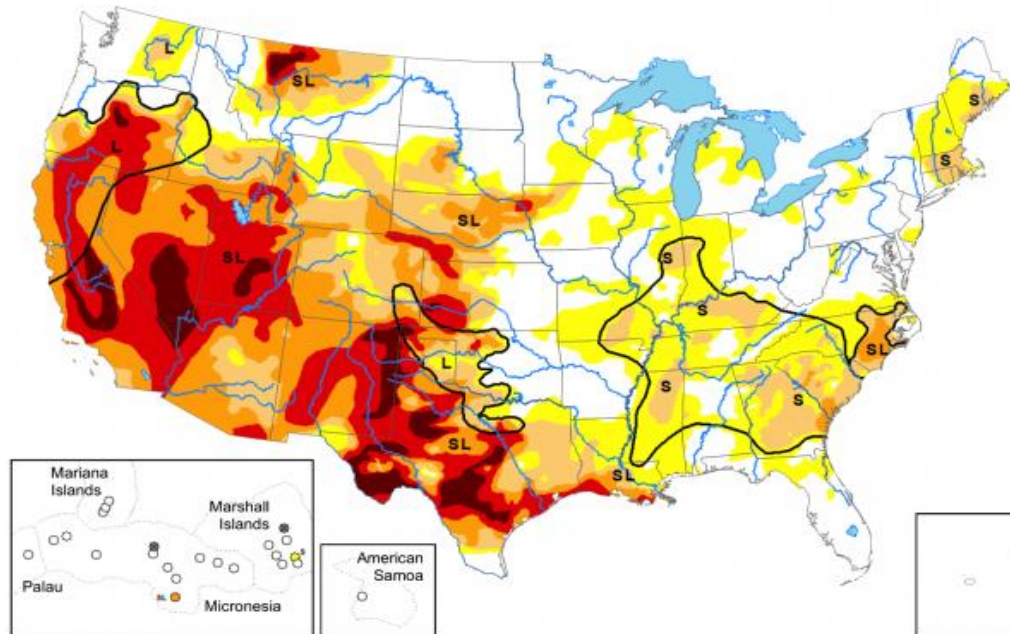 L
SL
S
L
S
SL
SL
S
S
L
S
S
SL
SL
SL
Mariana
Islands
Marshall
Islands
S
American
Samoa
Palau
SL
Micronesia